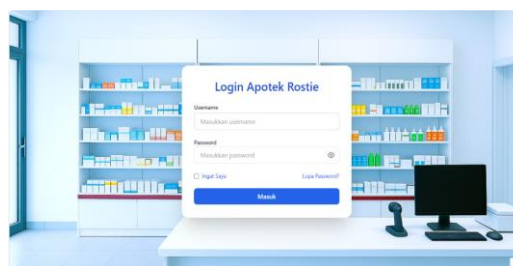 Login Apotek Rostie
Username
Masukkan username
Password
Masukkan password
Ingat Saya Lupa Password?
Masuk